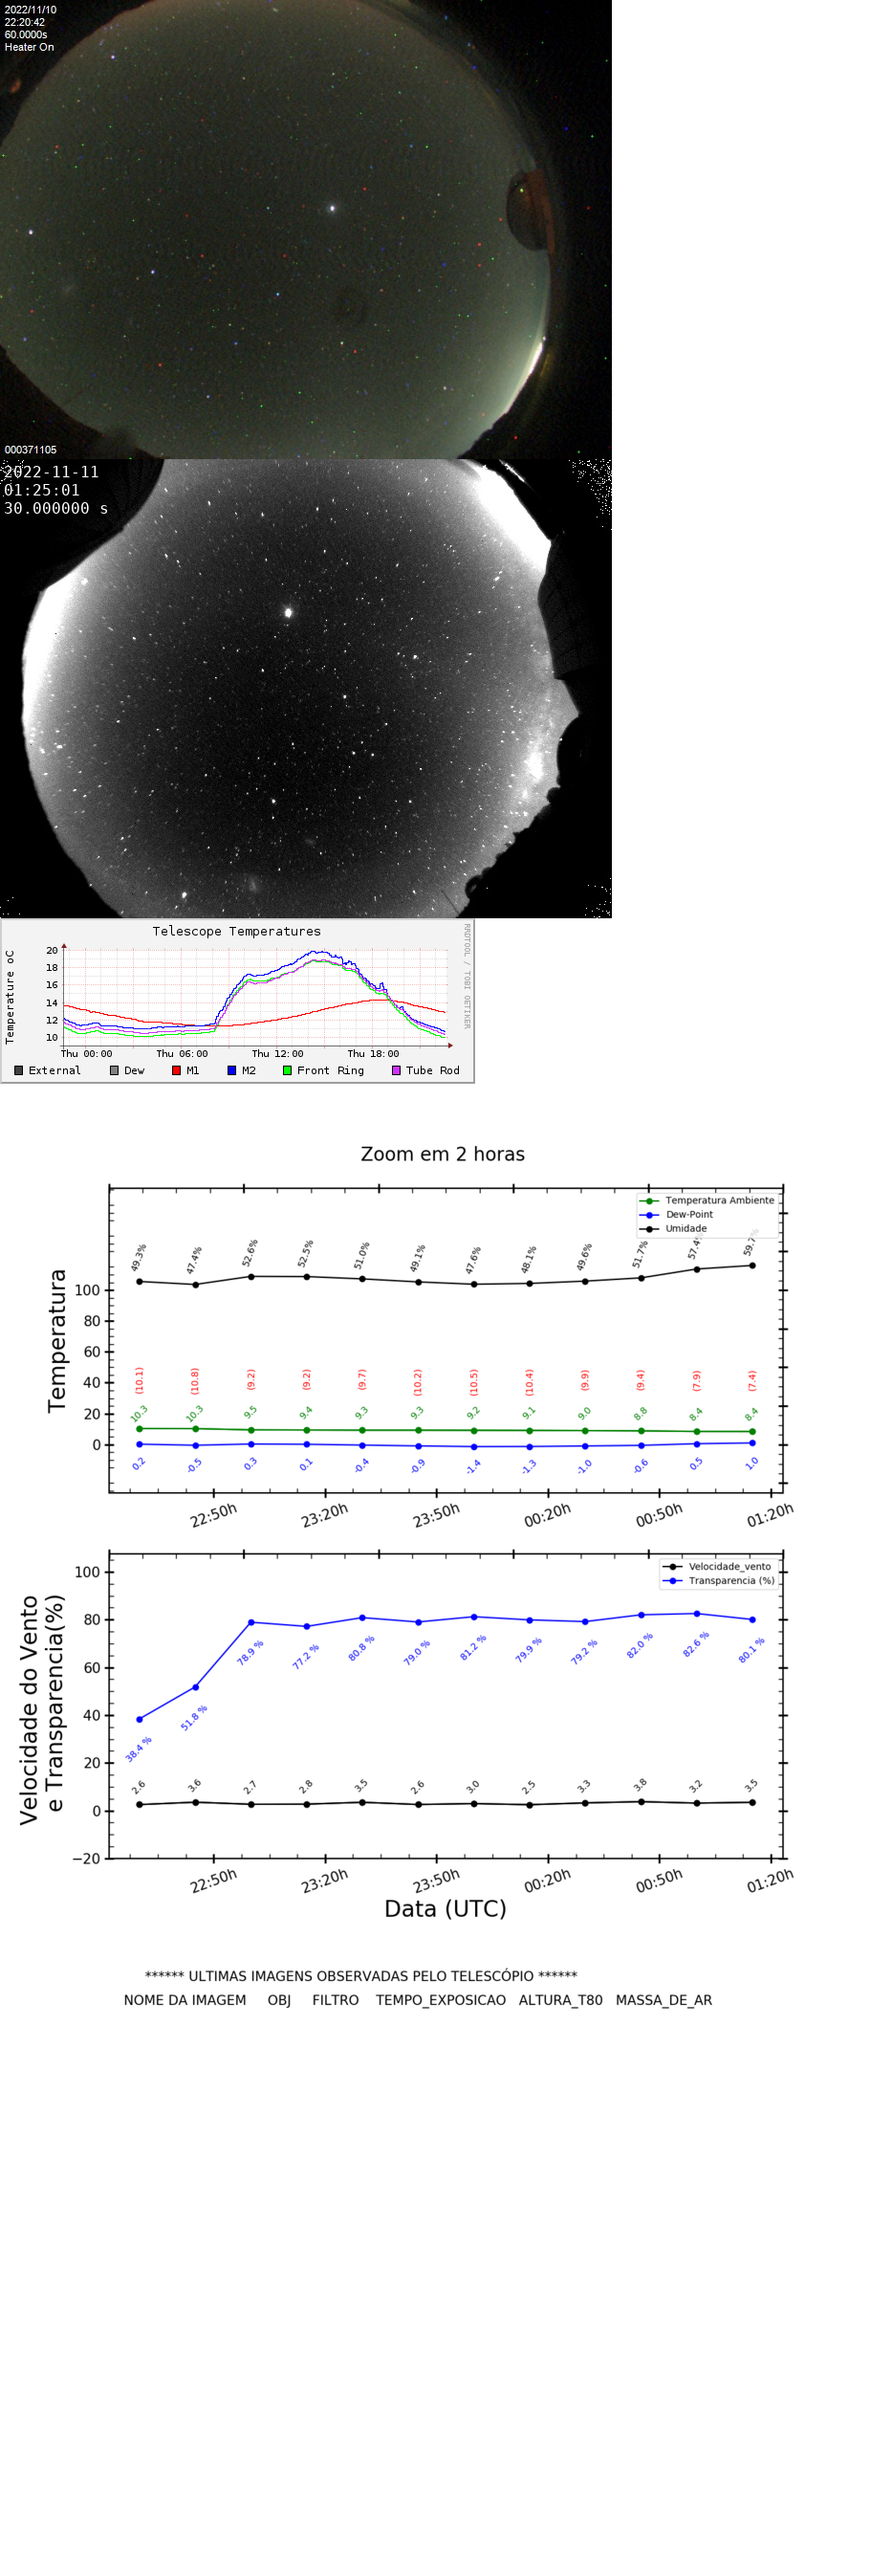 2022/11/10
22:20:42
60.0000s
Heater On
000371105
2022-11-11
01:25:01
30.000000 s
Telescope Temperatures
RRDTOOL / TOBI OETIKER
Temperature oC
20
18
16
14
12
10
Thu 00:00 Thu 06:00 Thu 12:00 Thu 18:00
External Dew M1 M2 Front Ring Tube Rod
Zoom em 2 horas
Temperatura Ambiente
Dew-Point
Umidade
Temperatura
100
80
60
40
20
0
49.3% 47.4% 52.6% 52.5% 51.0% 49.1% 47.6% 48.1% 49.6% 51.7% 57.4% 59.7%
(10.1) (10.8) (9.2) (9.2) (9.7) (10.2) (10.5) (10.4) (9.9) (9.4) (7.9) (7.4)
10.3 10.3 9.5 9.4 9.3 9.3 9.2 9.1 9.0 8.8 8.4 8.4
0.2 -0.5 0.3 0.1 -0.4 -0.9 -1.4 -1.3 -1.0 -0.6 0.5 1.0
22:50h 23:20h 23:50h 00:20h 00:50h 01:20h
Velocidade_vento
Transparencia (%)
Velocidade do Vento
e Transparencia(%)
100
80
60
40
20
0
−20
38.4 % 51.8 % 78.9 % 77.2 % 80.8 % 79.0 % 81.2 % 79.9 % 79.2 % 82.0 % 82.6 % 80.1 %
2.6 3.6 2.7 2.8 3.5 2.6 3.0 2.5 3.3 3.8 3.2 3.5
22:50h 23:20h 23:50h 00:20h 00:50h 01:20h
Data (UTC)
****** ULTIMAS IMAGENS OBSERVADAS PELO TELESCÓPIO ******
NOME DA IMAGEM OBJ FILTRO TEMPO_EXPOSICAO ALTURA_T80 MASSA_DE_AR